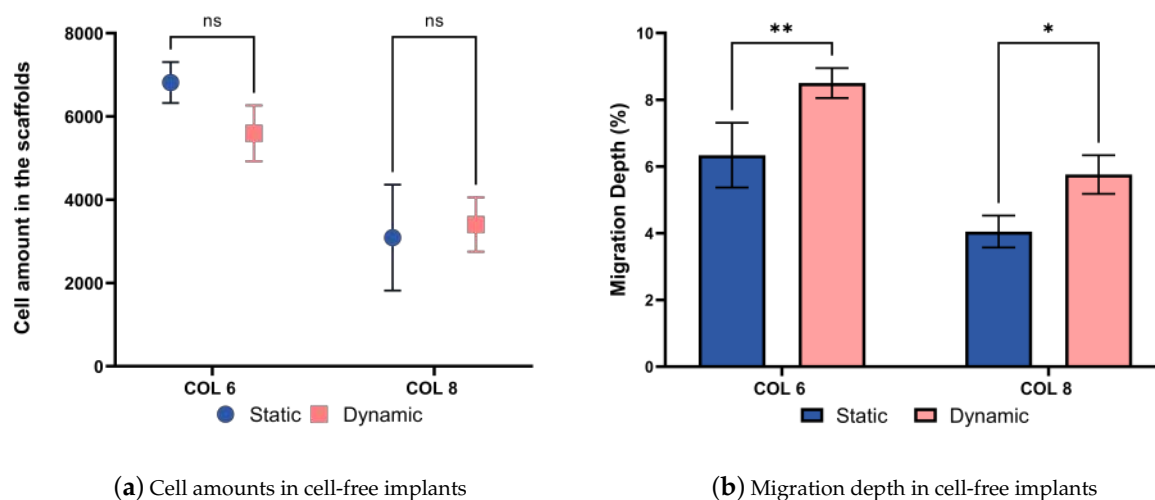 ns
ns
8000
6000
4000
2000
0
Cell amount in the scaffolds
COL 6
COL 8
Static
Dynamic
(a) Cell amounts in cell-free implants
**
*
10
8
6
4
2
0
Migration Depth (%)
COL 6
COL 8
Static
Dynamic
(b) Migration depth in cell-free implants